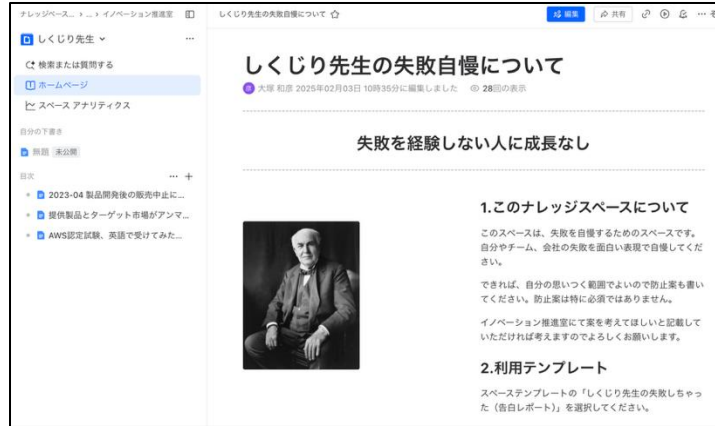 ナレッジベース... › ... › イノベーション推進室
しくじり先生
検索または質問する
ホームページ
スペース アナリティクス
自分の下書き
無題 未公開
目次
2023-04 製品開発後の販売中止に...
提供製品とターゲット市場がアンマ...
AWS認定試験、英語で受けてみた...
しくじり先生の失敗自慢について
編集
共有
しくじり先生の失敗自慢について
大塚 和彦 2025年02月03日 10時35分に編集しました 28回の表示
失敗を経験しない人に成長なし
1.このナレッジスペースについて
このスペースは、失敗を自慢するためのスペースです。
自分やチーム、会社の失敗を面白い表現で自慢してくだ
さい。
できれば、自分の思いつく範囲でよいので防止案も書い
てください。防止案は特に必須ではありません。
イノベーション推進室にて案を考えてほしいと記載して
いただければ考えますのでよろしくお願いします。
2.利用テンプレート
スペーステンプレートの「しくじり先生の失敗しちゃっ
た（告白レポート)」を選択してください。